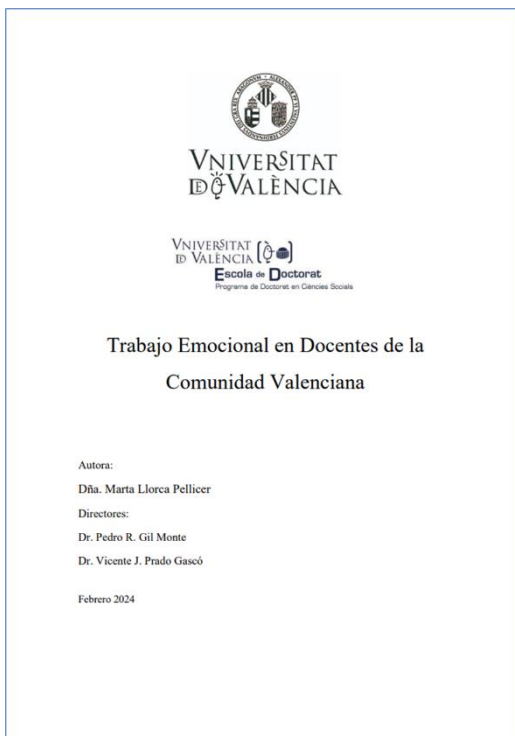 VNIVERSITAT
DE VALÈNCIA
VNIVERSITAT
DE VALÈNCIA
Escola de Doctorat
Programa de Doctorat en Ciències Socials
Trabajo Emocional en Docentes de la
Comunidad Valenciana
Autora:
Dña. Marta Llorca Pellicer
Directores:
Dr. Pedro R. Gil Monte
Dr. Vicente J. Prado Gascó
Febrero 2024